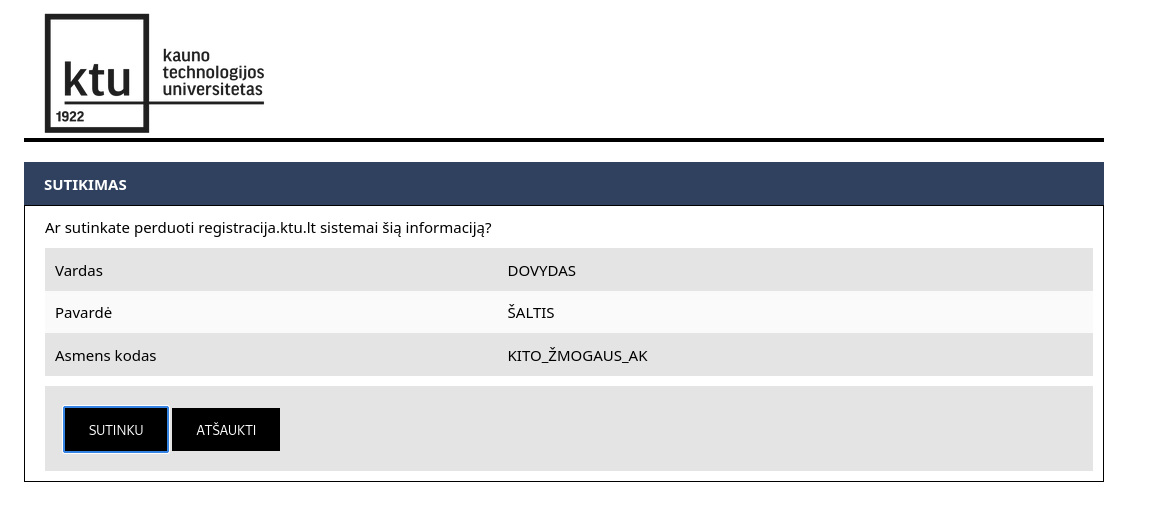 ktu
1922
kauno
technologijos
universitetas
SUTIKIMAS
Ar sutinkate perduoti registracija.ktu.lt sistemai šią informaciją?
Vardas DOVYDAS
Pavardė ŠALTIS
Asmens kodas KITO_ŽMOGAUS_AK
SUTINKU ATŠAUKTI